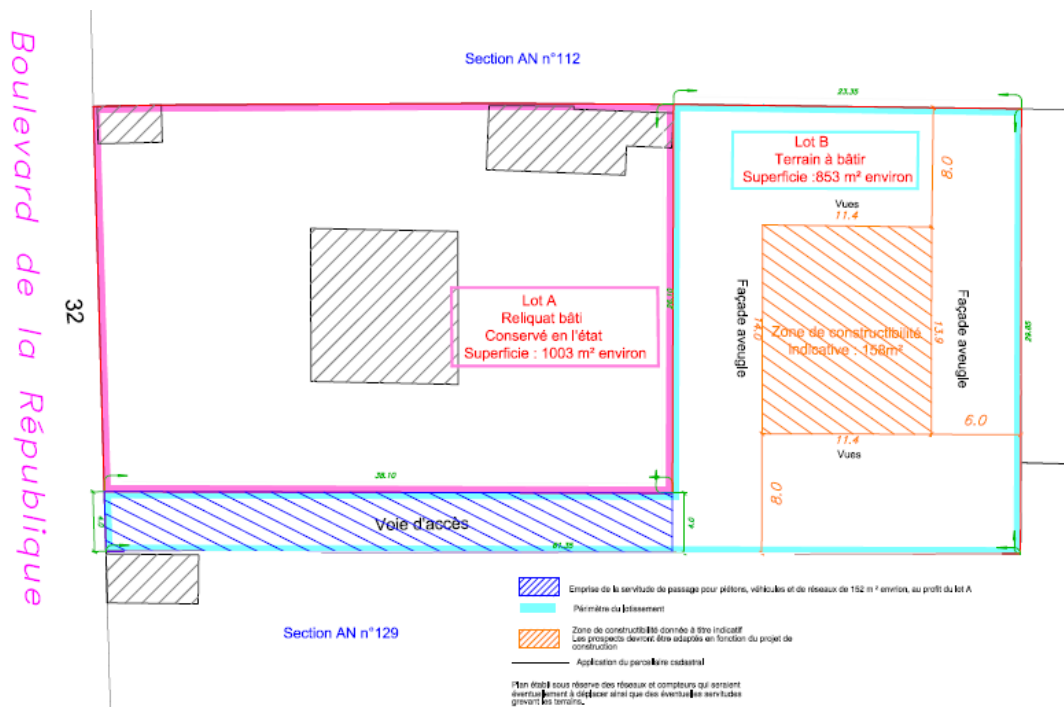 Boulevard de la République
32
Section AN n°112
23.35
Lot B
Terrain à bâtir
Superficie :853 m² environ
8.0
Vues
11.4
Façade aveugle
14.0
Zone de constructibilité
indicative : 158m²
13.9
Façade aveugle
29.85
6.0
11.4
Vues
8.0
Lot A
Reliquat bâti
Conservé en l'état
Superficie : 1003 m² environ
38.10
4.0
Voie d'accès
4.0
61.35
Section AN n°129
Emprise de la servitude de passage pour piétons, véhicules et de réseaux de 152 m ² envrion, au profit du lot A
Périmètre du lotissement
Zone de constructibilité donnée à titre indicatif
Les prospects devront être adaptés en fonction du projet de
construction
Application du parcellaire cadastral
Plan établi sous réserve des réseaux et compteurs qui seraient
éventuellement à déplacer ainsi que des éventuelles servitudes
grevant les terrains.